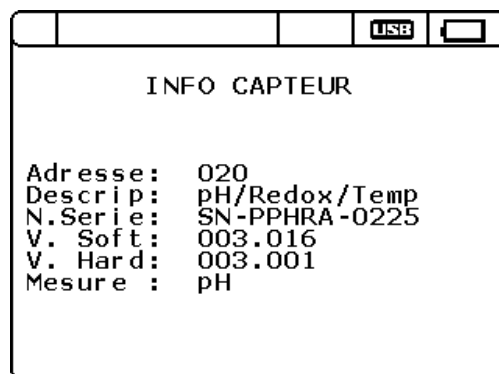 USB
INFO CAPTEUR
Adresse: 020
Descrip: pH/Redox/Temp
N.Serie: SN-PPHRA-0225
V. Soft: 003.016
V. Hard: 003.001
Mesure : pH